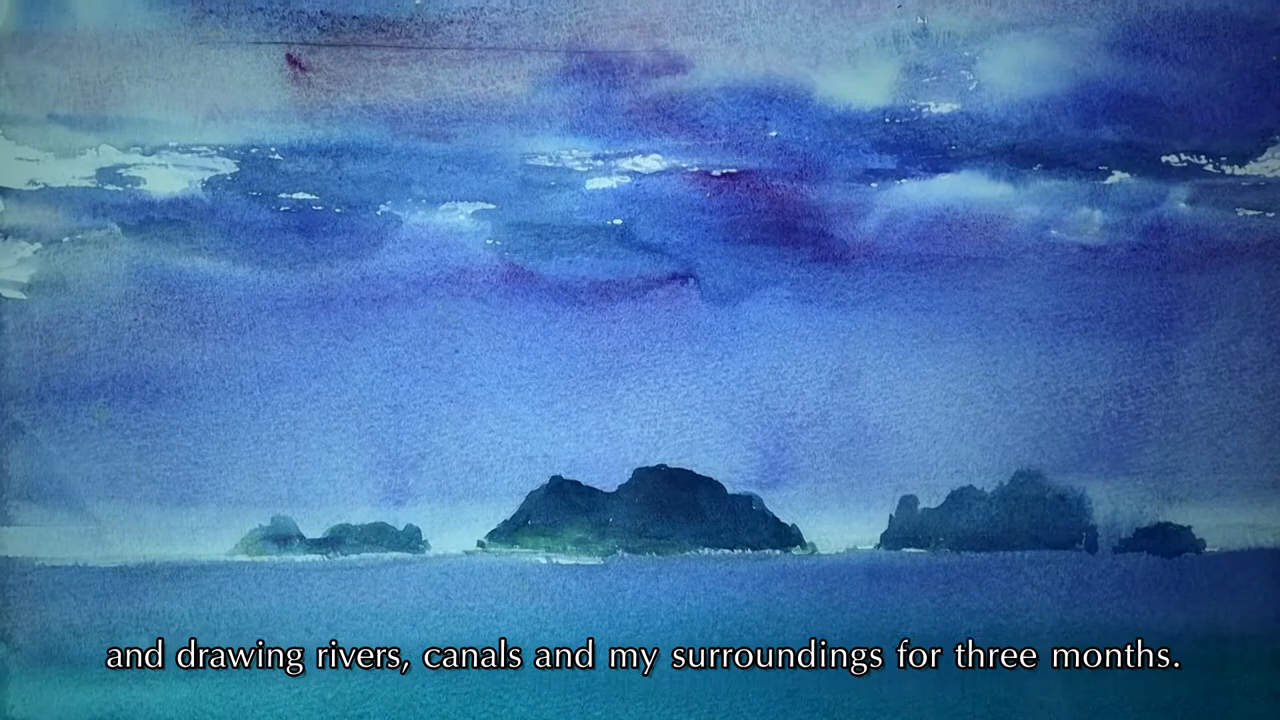 and drawing rivers, canals and my surroundings for three months.